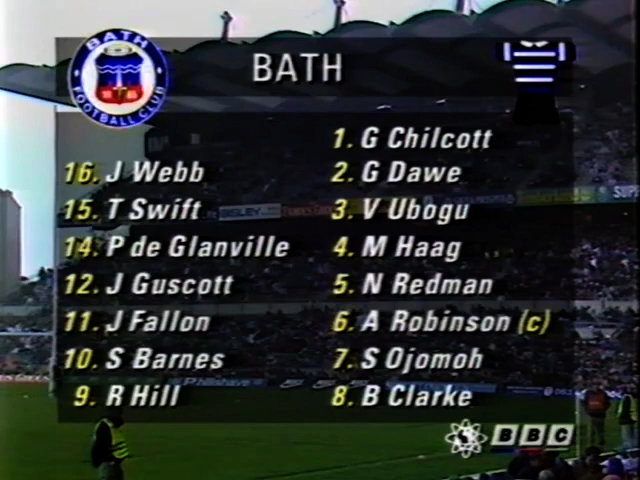 BATH
BATH
FOOTBALL CLUB
1. G Chilcott
16. J Webb
2. G Dawe
15. T Swift
3. V Ubogu
14. P de Glanville
4. M Haag
12. J Guscott
5. N Redman
11. J Fallon
6. A Robinson (c)
10. S Barnes
7. S Ojomoh
9. R Hill
8. B Clarke
BBC